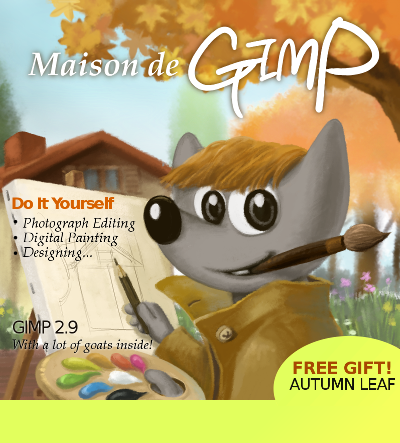 Maison de GIMP
Do It Yourself
• Photograph Editing
• Digital Painting
• Designing...
GIMP 2.9
With a lot of goats inside!
FREE GIFT!
AUTUMN LEAF